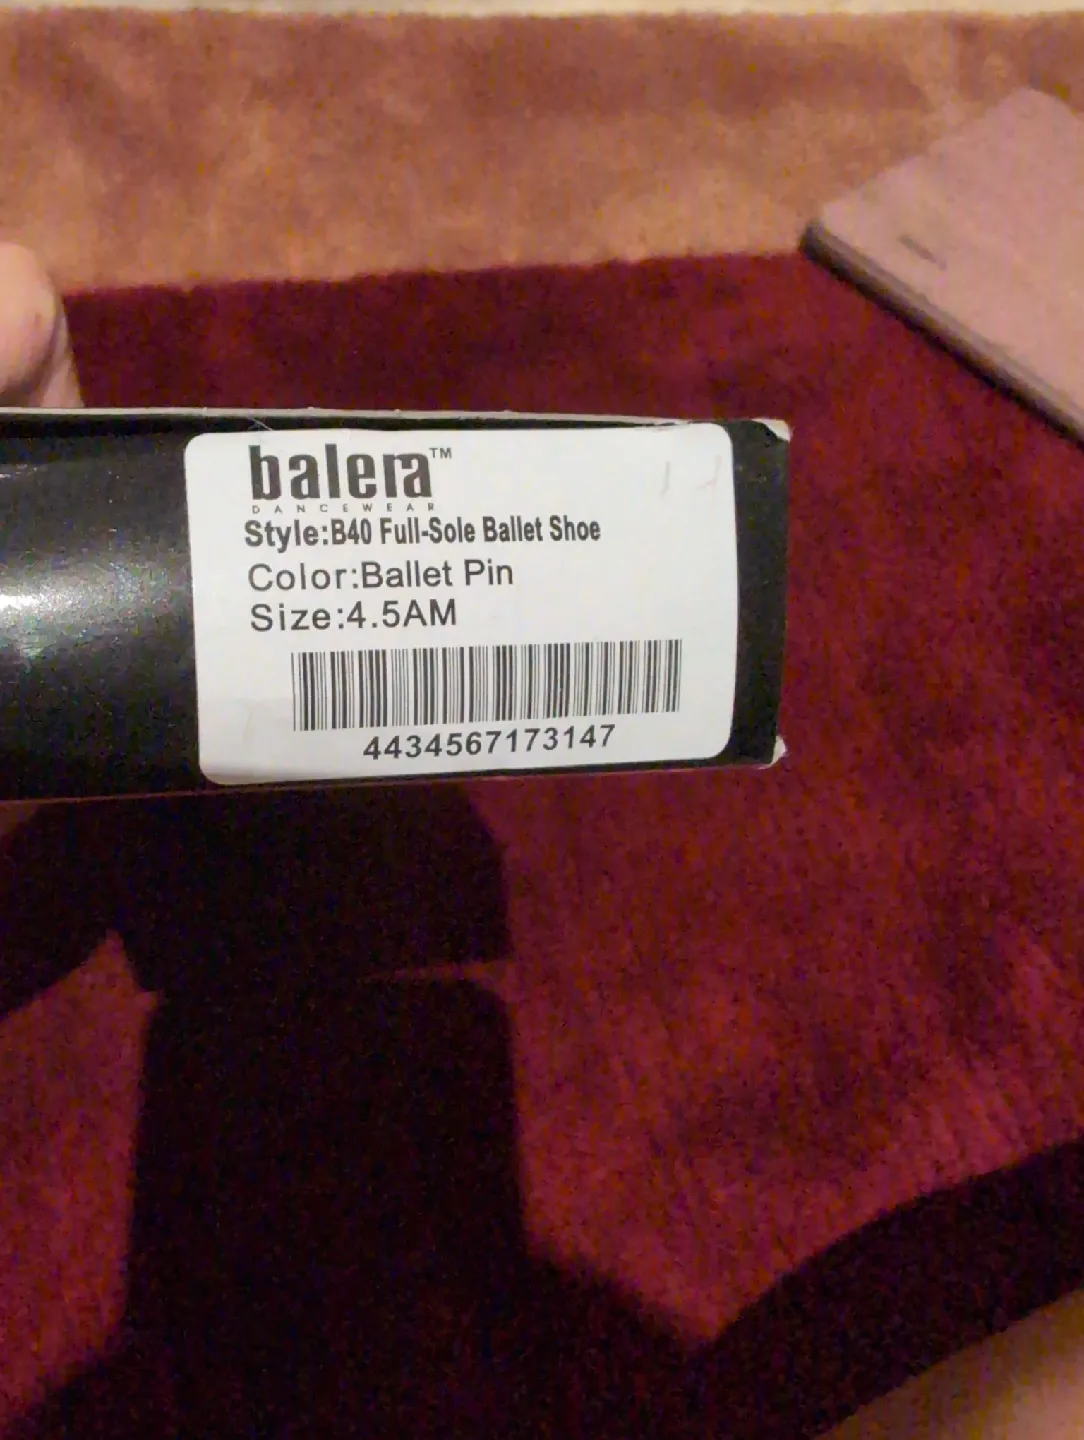 balera™
DANCEWEAR
Style:B40 Full-Sole Ballet Shoe
Color:Ballet Pin
Size:4.5AM
4434567173147